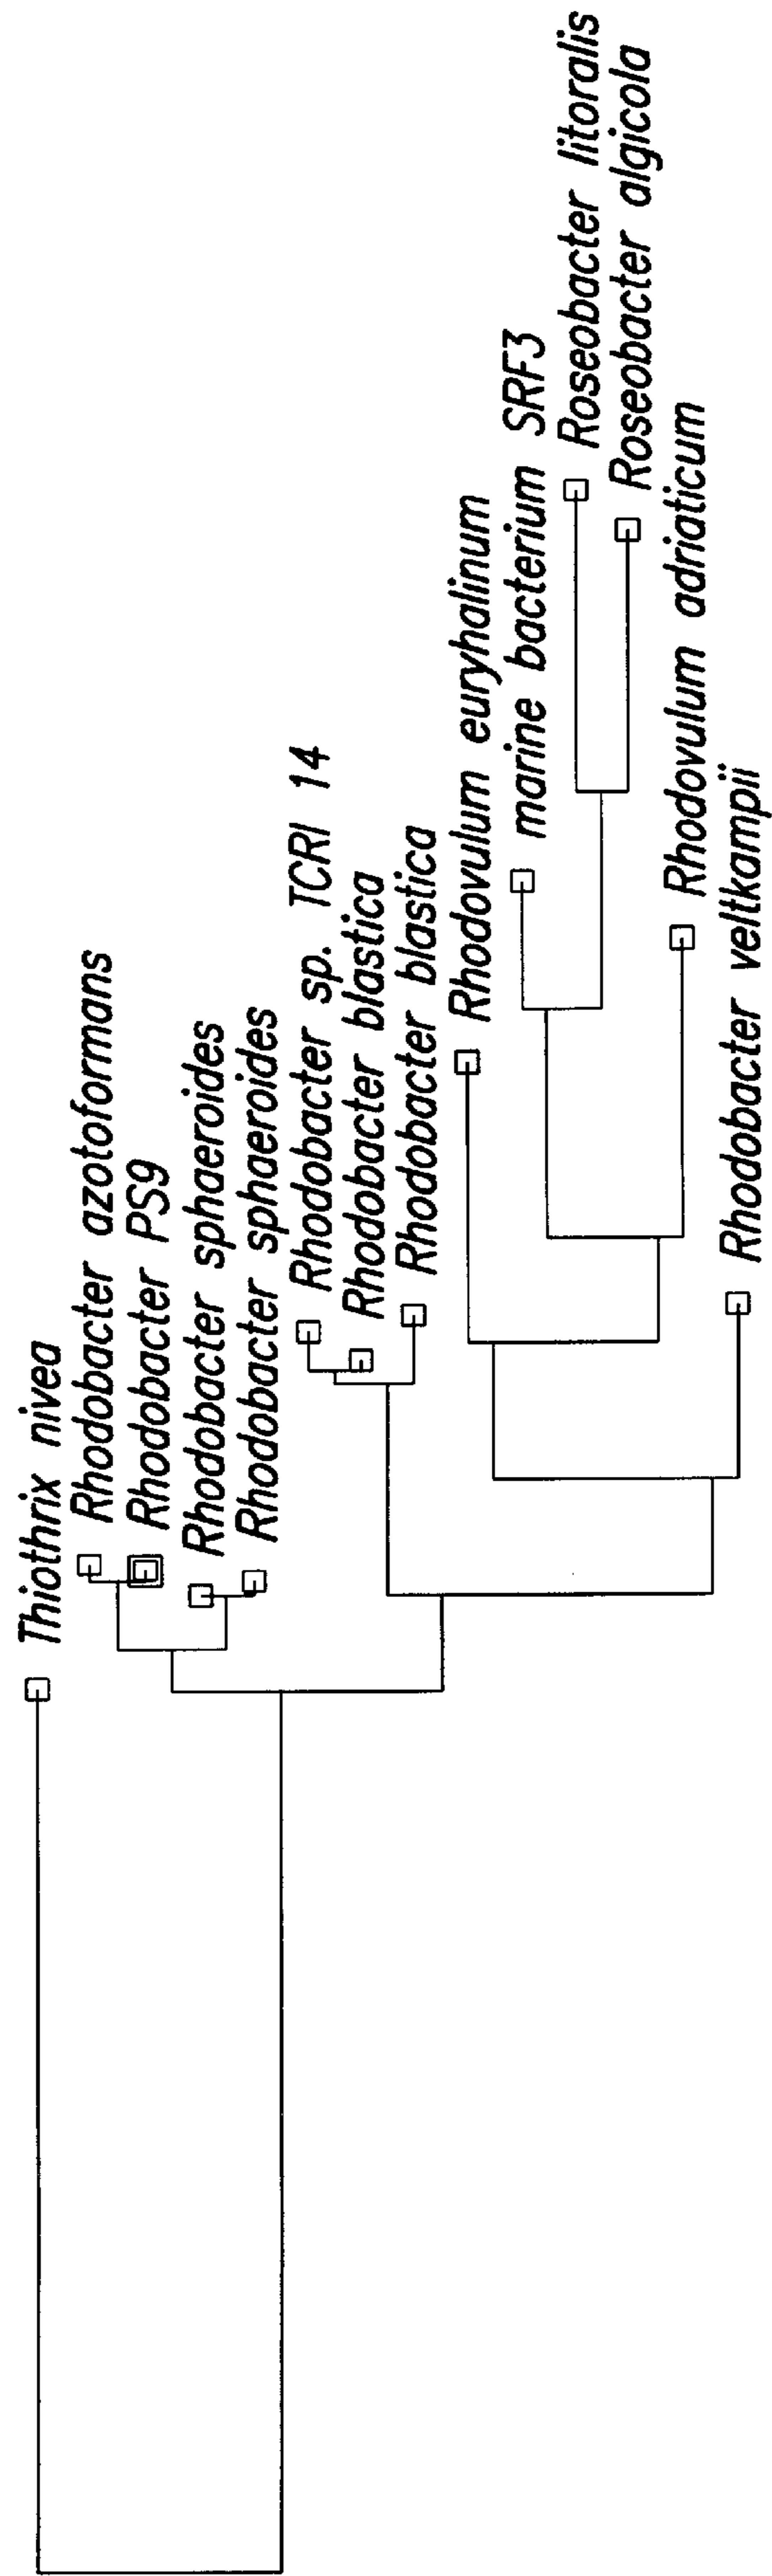 Thiothrix nivea
Rhodobacter azotoformans
Rhodobacter PS9
Rhodobacter sphaeroides
Rhodobacter sphaeroides
Rhodobacter sp. TCRI 14
Rhodobacter blastica
Rhodobacter blastica
Rhodovulum euryhalinum
marine bacterium SRF3
Roseobacter litoralis
Roseobacter algicola
Rhodovulum adriaticum
Rhodobacter veltkampii